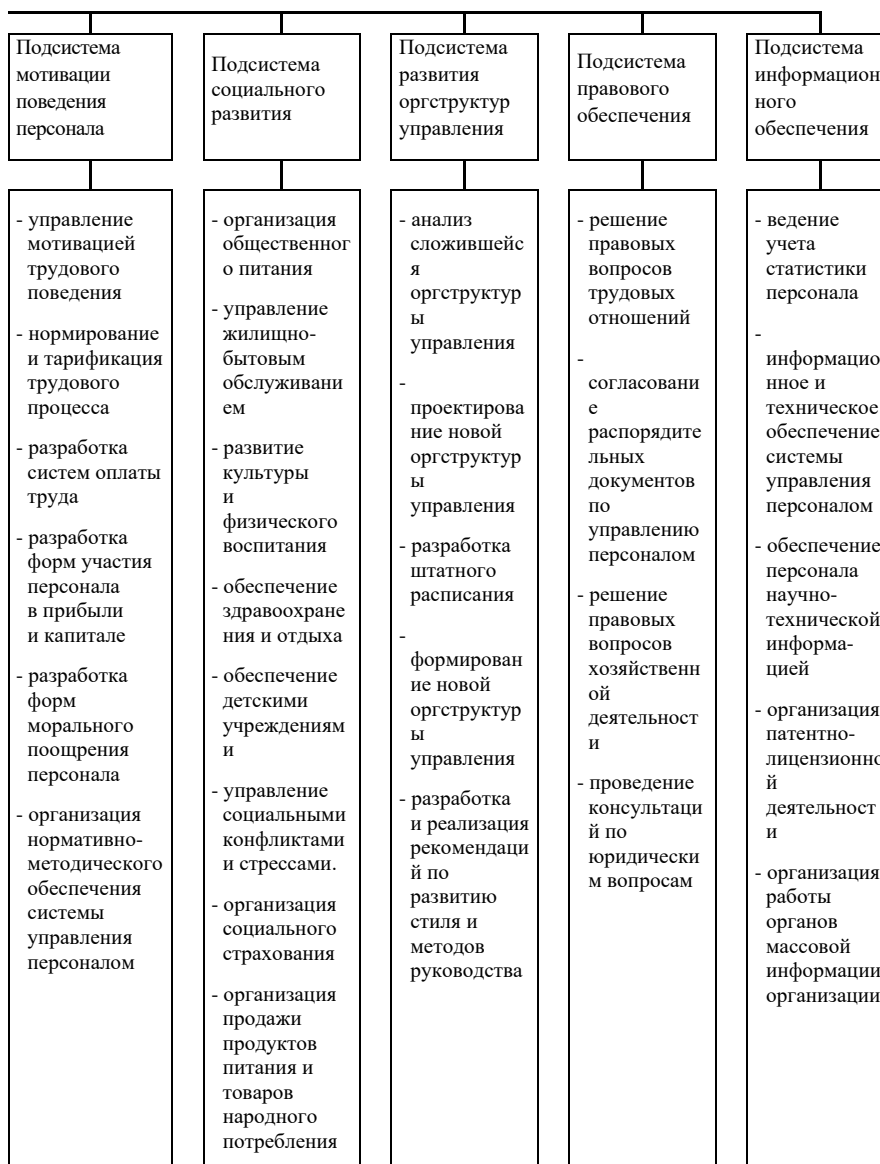 Подсистема
мотивации
поведения
персонала
Подсистема
социального
развития
Подсистема
развития
оргструктур
управления
Подсистема
правового
обеспечения
Подсистема
информацион
ного
обеспечения
- управление
мотивацией
трудового
поведения
- нормирование
и тарификация
трудового
процесса
- разработка
систем оплаты
труда
- разработка
форм участия
персонала
в прибыли
и капитале
- разработка
форм
морального
поощрения
персонала
- организация
нормативно-
методического
обеспечения
системы
управления
персоналом
- организация
общественног
о питания
- управление
жилищно-
бытовым
обслуживани
ем
- развитие
культуры
и
физического
воспитания
- обеспечение
здравоохране
ния и отдыха
- обеспечение
детскими
учреждениям
и
- управление
социальными
конфликтами
и стрессами.
- организация
социального
страхования
- организация
продажи
продуктов
питания и
товаров
народного
потребления
- анализ
сложившейс
я
оргструктур
ы
управления
-
проектирова
ние новой
оргструктур
ы
управления
- разработка
штатного
расписания
-
формирован
ие новой
оргструктур
ы
управления
- разработка
и реализация
рекомендаци
й по
развитию
стиля и
методов
руководства
- решение
правовых
вопросов
трудовых
отношений
-
согласовани
е
распорядите
льных
документов
по
управлению
персоналом
- решение
правовых
вопросов
хозяйственн
ой
деятельност
и
- проведение
консультаци
й по
юридически
м вопросам
- ведение
учета
статистики
персонала
-
информацио
нное и
техническое
обеспечение
системы
управления
персоналом
- обеспечение
персонала
научно-
технической
информа-
цией
- организация
патентно-
лицензионно
й
деятельност
и
- организация
работы
органов
массовой
информации
организации